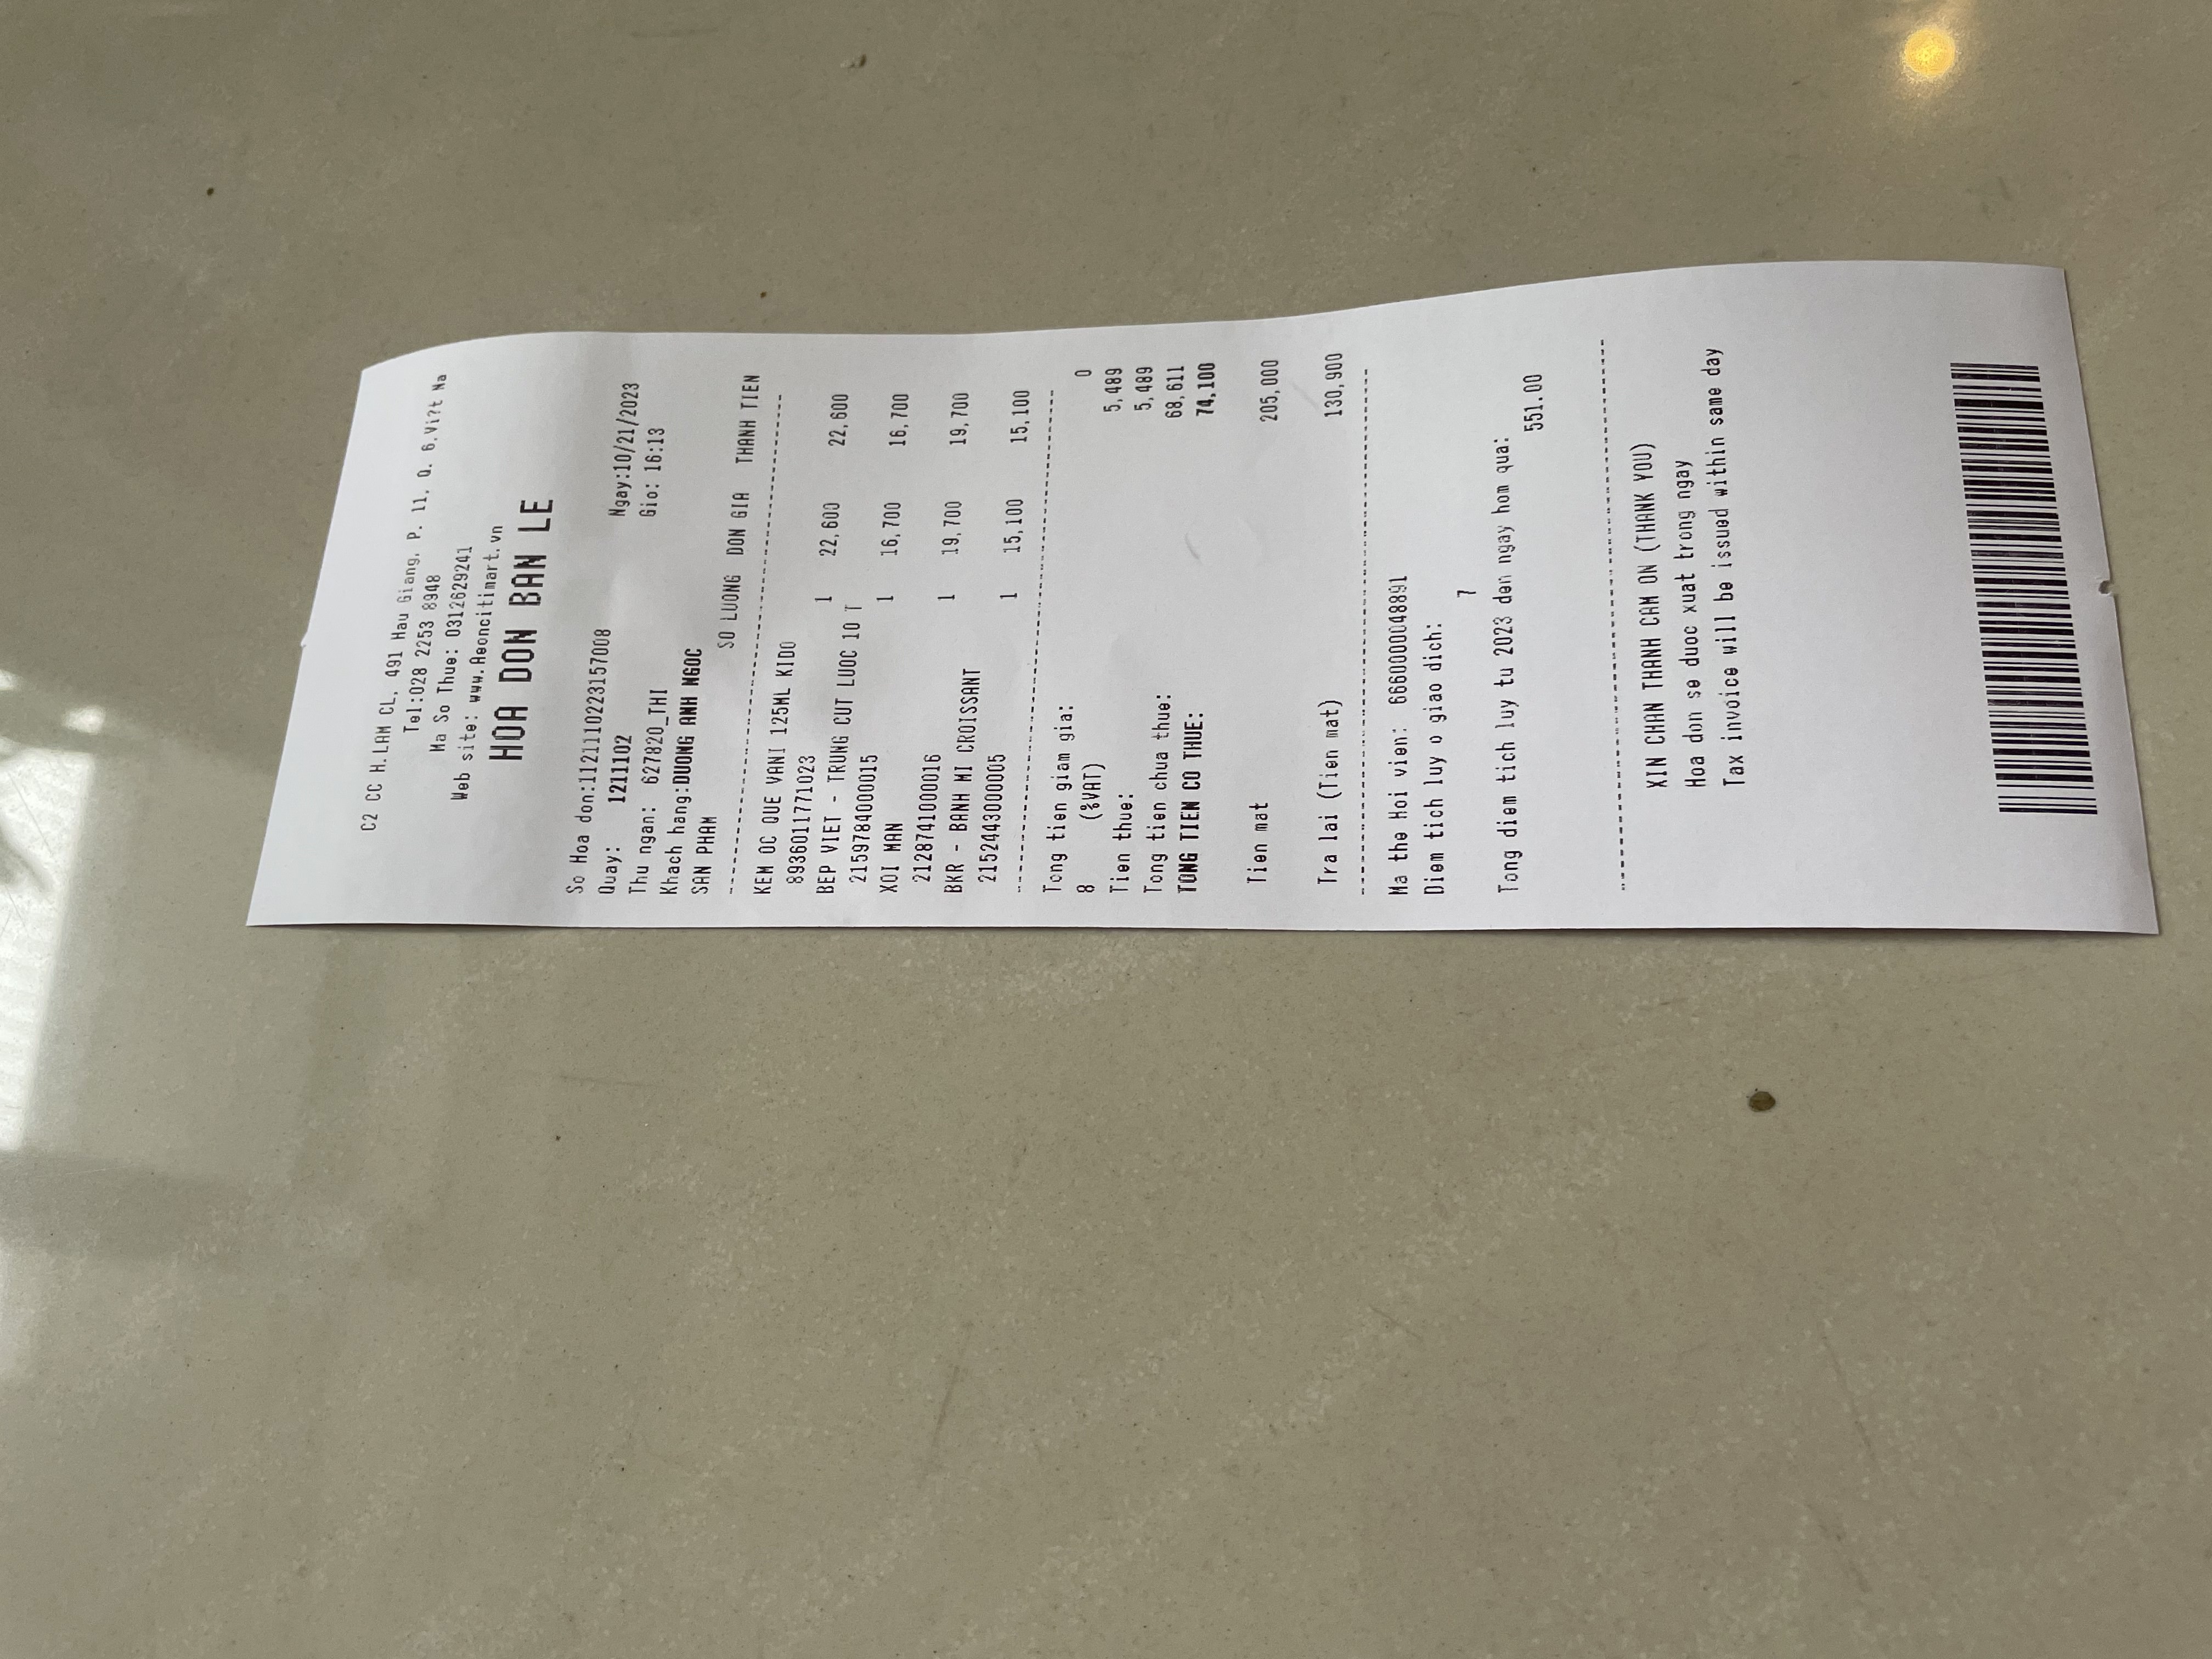 C2 CC H.LAM CL, 491 Hau Giang, P. 11, Q. 6,Vi?t Na
Tel:028 2253 8948
Ma So Thue: 0312629241
Web site: www.Aeoncitimart.vn
HOA DON BAN LE
So Hoa don:1121110223157008
Ngay:10/21/2023
Quay: 1211102
Gio: 16:13
Thu ngan: 627820_THI
Khach hang:DUONG ANH NGOC
SAN PHAM SO LUONG DON GIA THANH TIEN
KEM OC QUE VANI 125ML KIDO
8936011771023 1 22,600 22,600
BEP VIET - TRUNG CUT LUOC 10 T
2159784000015 1 16,700 16,700
XOI MAN
2128741000016 1 19,700 19,700
BKR - BANH MI CROISSANT
2152443000005 1 15,100 15,100
Tong tien giam gia: 0
8 (%VAT) 5,489
Tien thue: 5,489
Tong tien chua thue: 68,611
TONG TIEN CO THUE: 74,100
Tien mat 205,000
Tra lai (Tien mat) 130,900
Ma the Hoi vien: 6660000048891
Diem tich luy o giao dich:
7
Tong diem tich luy tu 2023 den ngay hom qua:
551.00
XIN CHAN THANH CAM ON (THANK YOU)
Hoa don se duoc xuat trong ngay
Tax invoice will be issued within same day